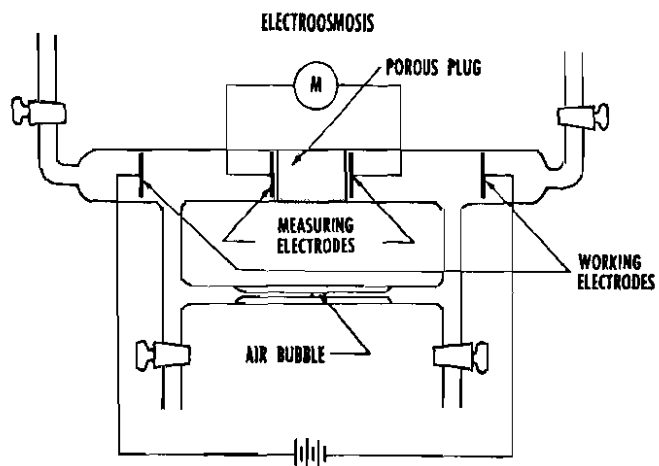 ELECTROOSMOSIS
M
POROUS PLUG
MEASURING
ELECTRODES
WORKING
ELECTRODES
AIR BUBBLE